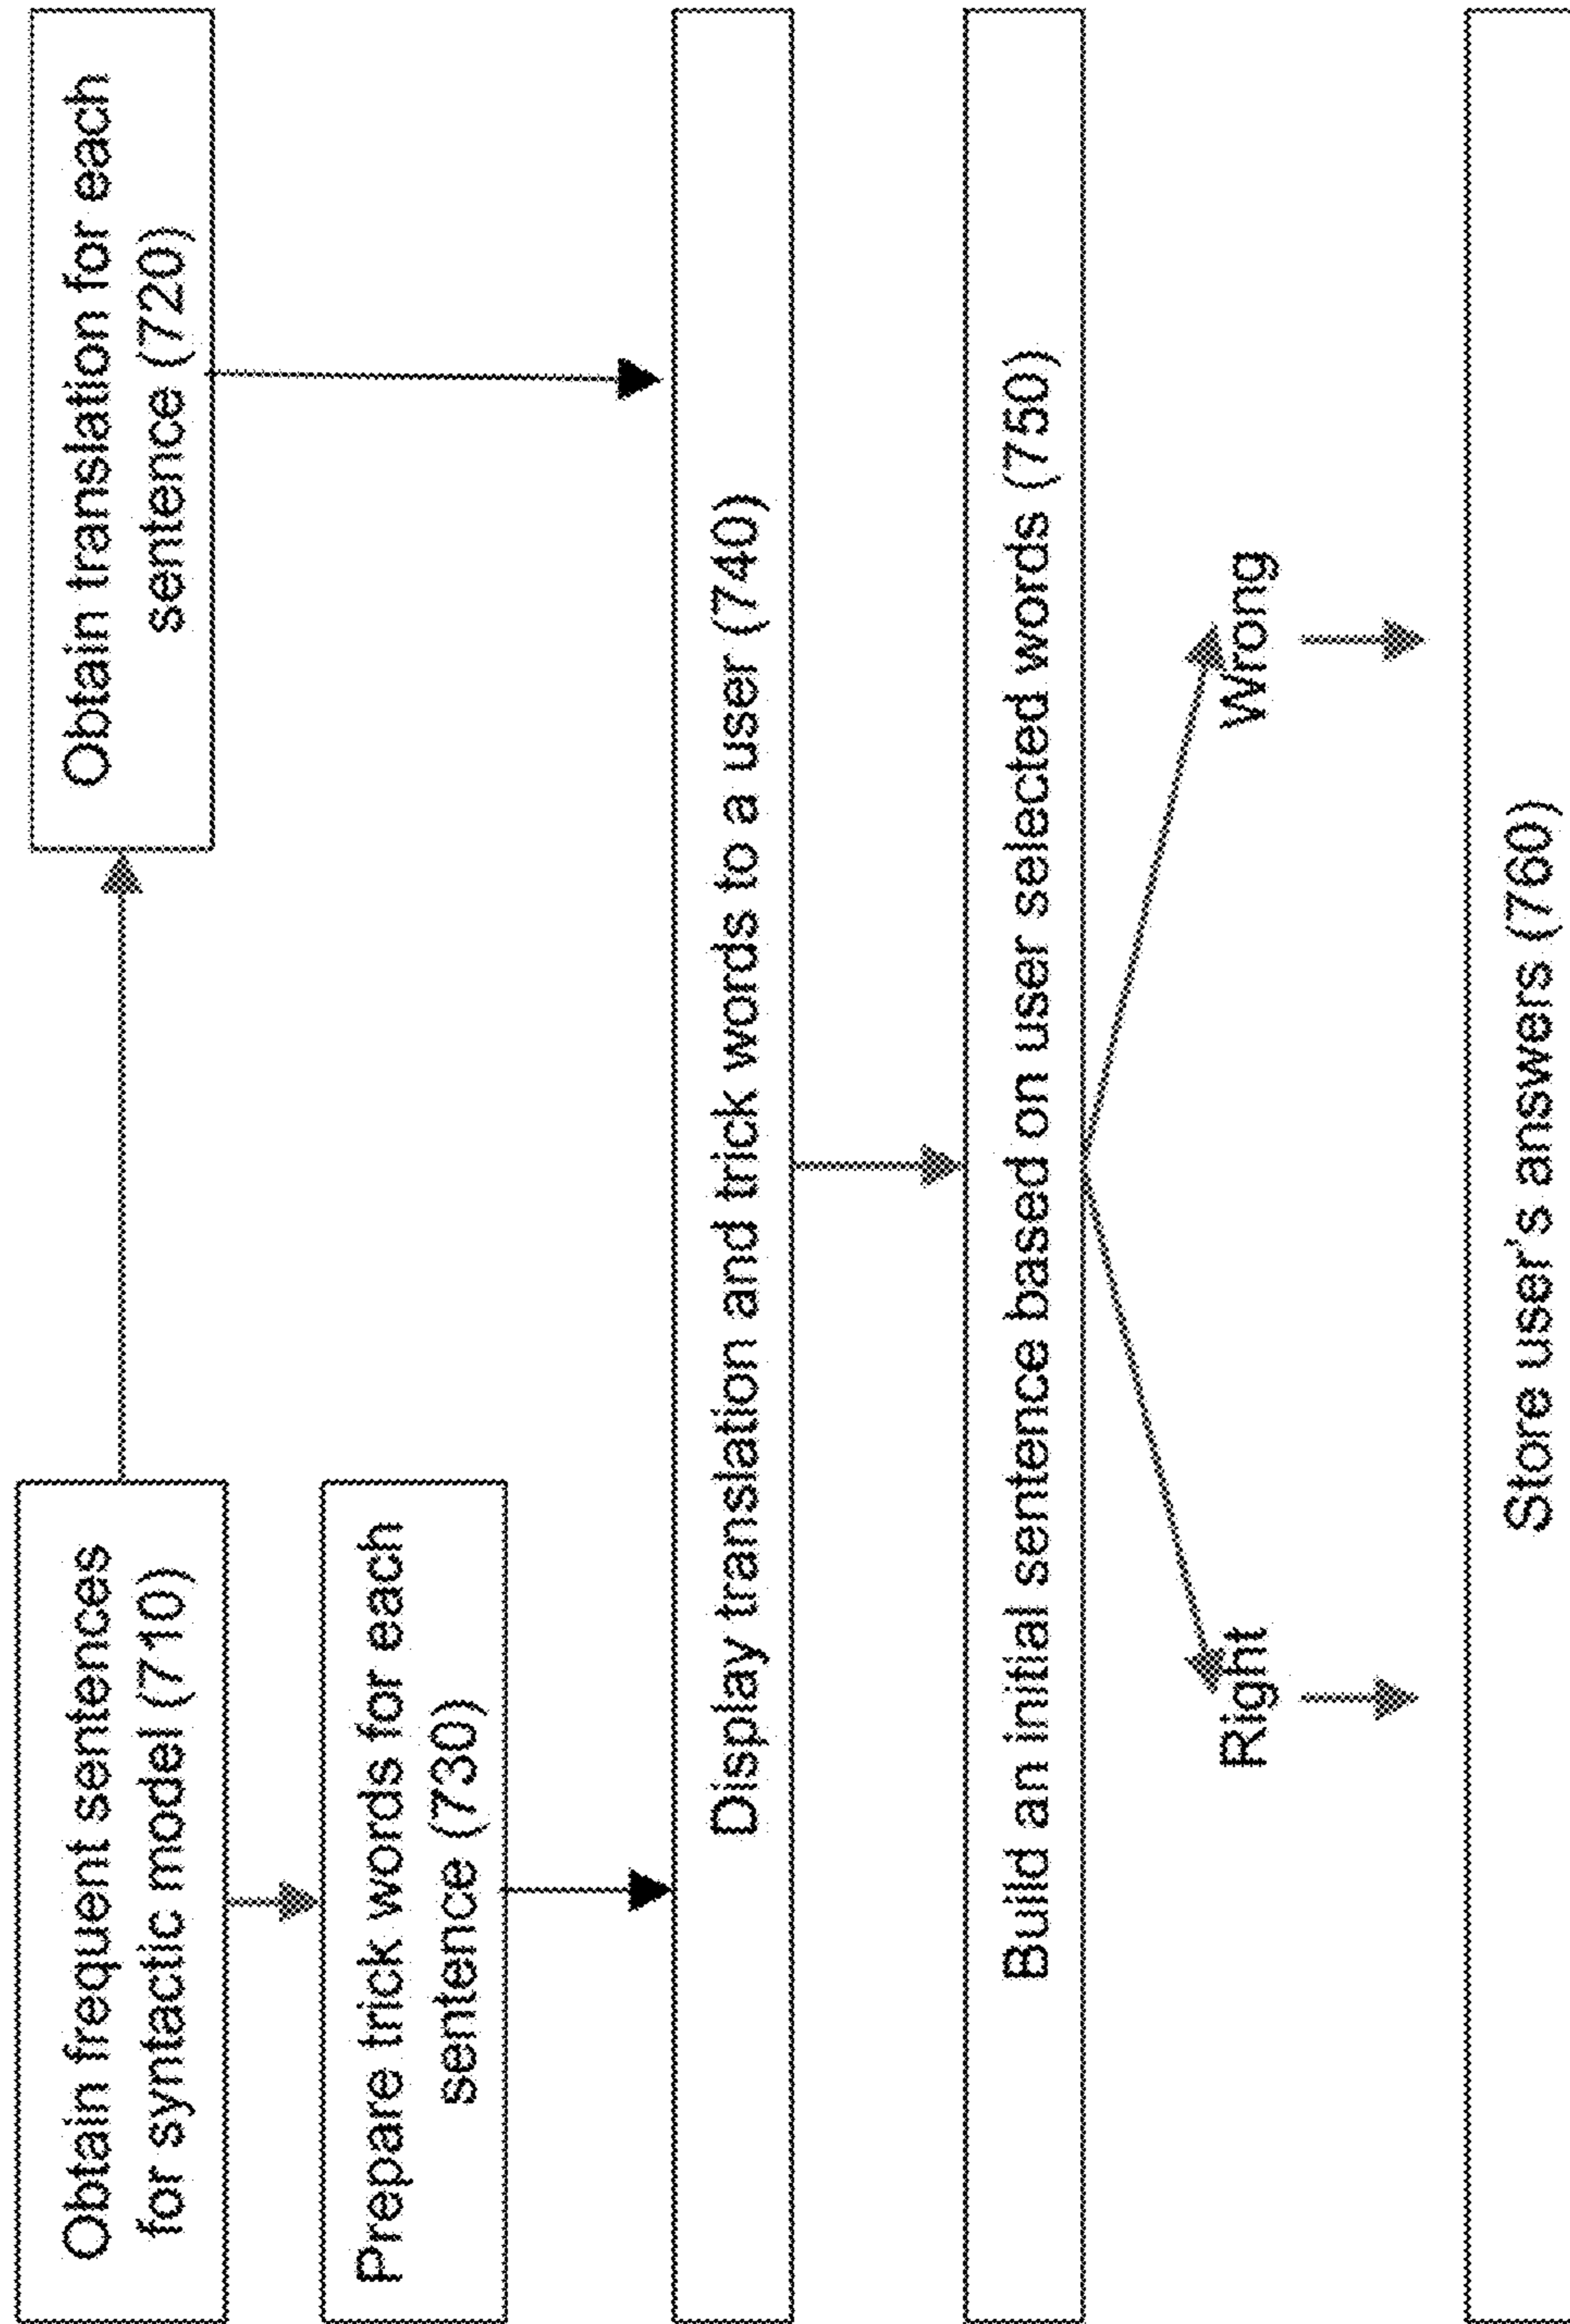 Obtain frequent sentences
for syntactic model (710)
Obtain translation for each
sentence (720)
Prepare trick words for each
sentence (730)
Display translation and trick words to a user (740)
Build an initial sentence based on user selected words (750)
Right
Wrong
Store user's answers (760)